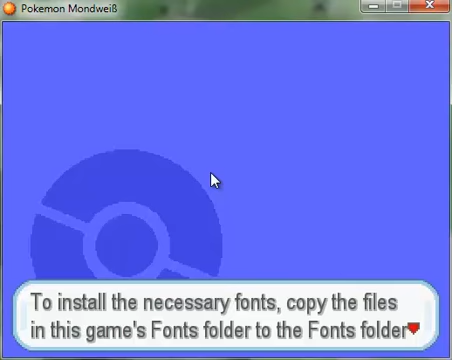 Pokemon Mondweiß
To install the necessary fonts, copy the files
in this game's Fonts folder to the Fonts folder